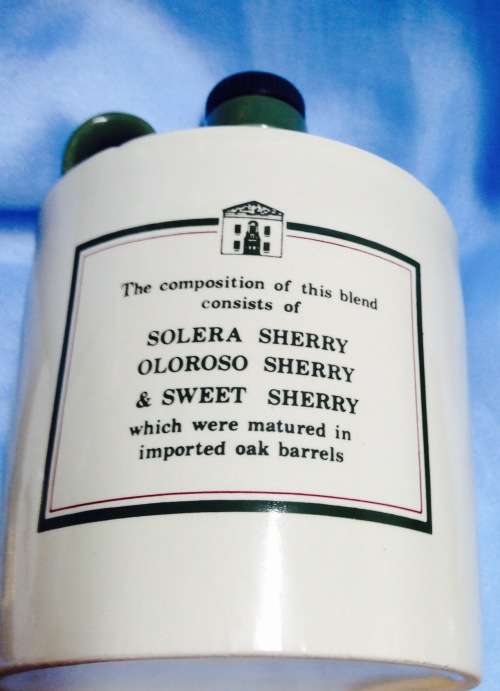 The composition of this blend
consists of
SOLERA SHERRY
OLOROSO SHERRY
& SWEET SHERRY
which were matured in
imported oak barrels